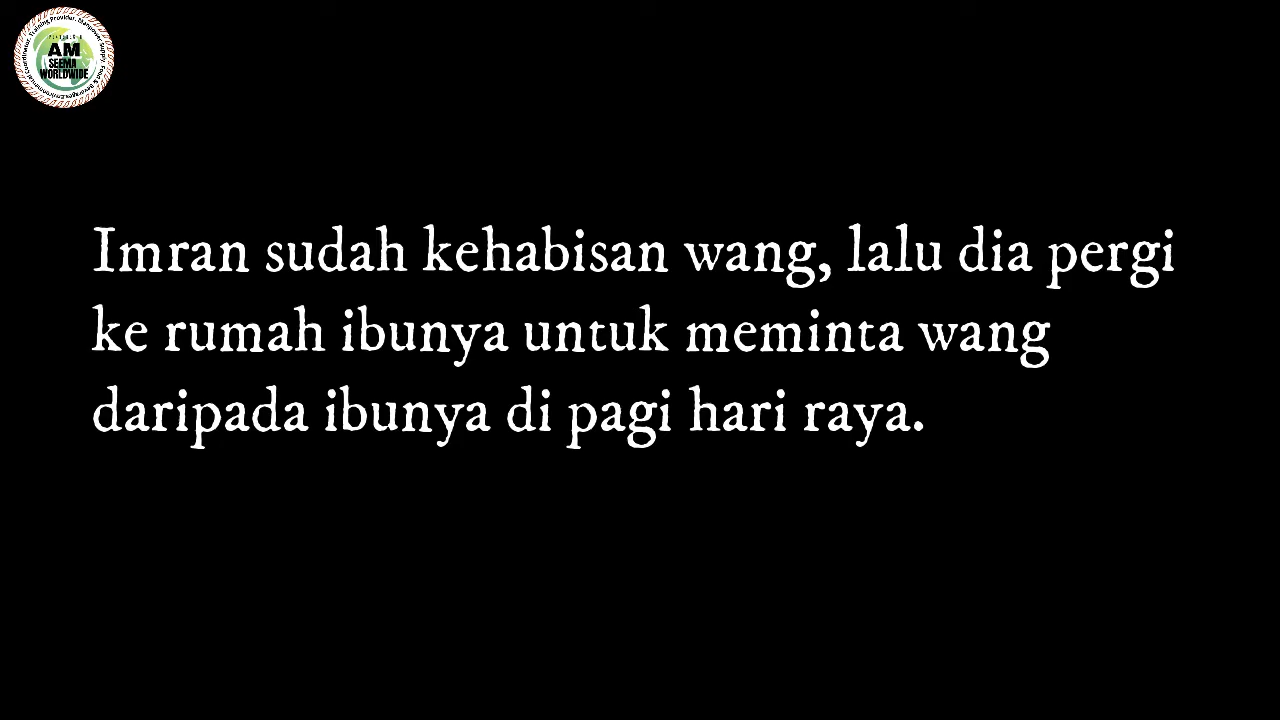 AM
SEEMA
WORLDWIDE
Imran sudah kehabisan wang, lalu dia pergi
ke rumah ibunya untuk meminta wang
daripada ibunya di pagi hari raya.